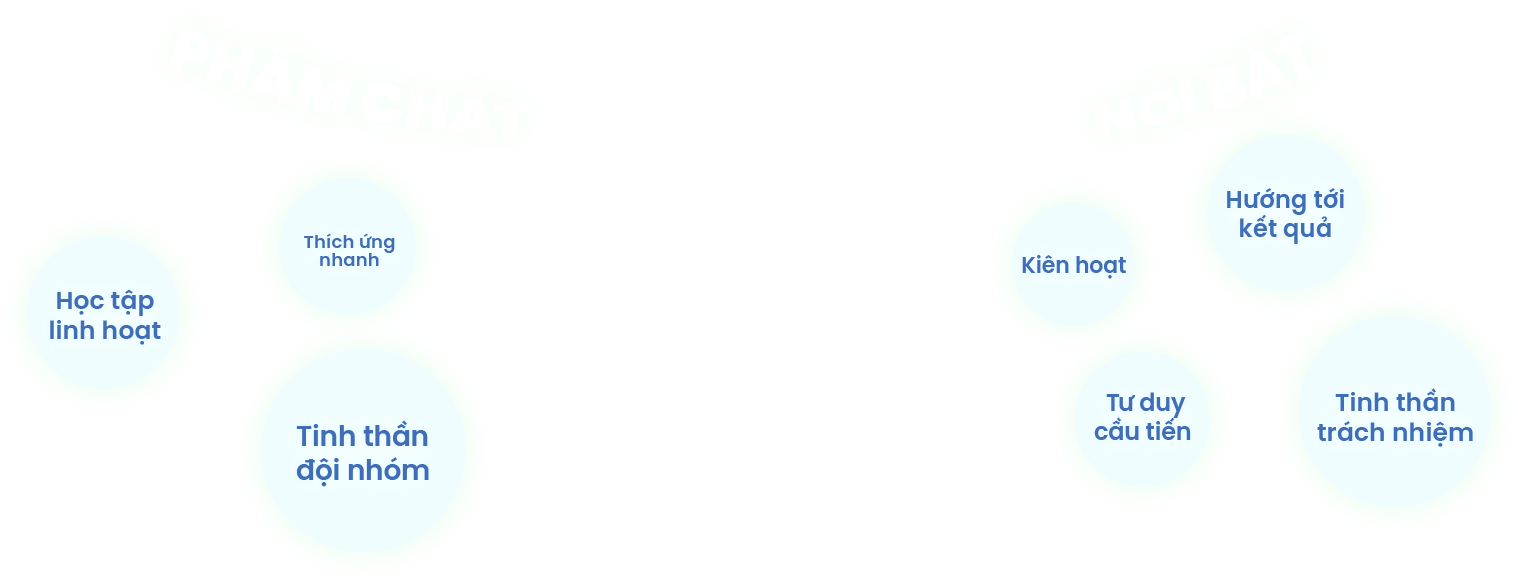 PHẨM CHẤT
NỔI BẬT
Thích ứng
nhanh
Học tập
linh hoạt
Tinh thần
đội nhóm
Hướng tới
kết quả
Kiên hoạt
Tư duy
cầu tiến
Tinh thần
trách nhiệm